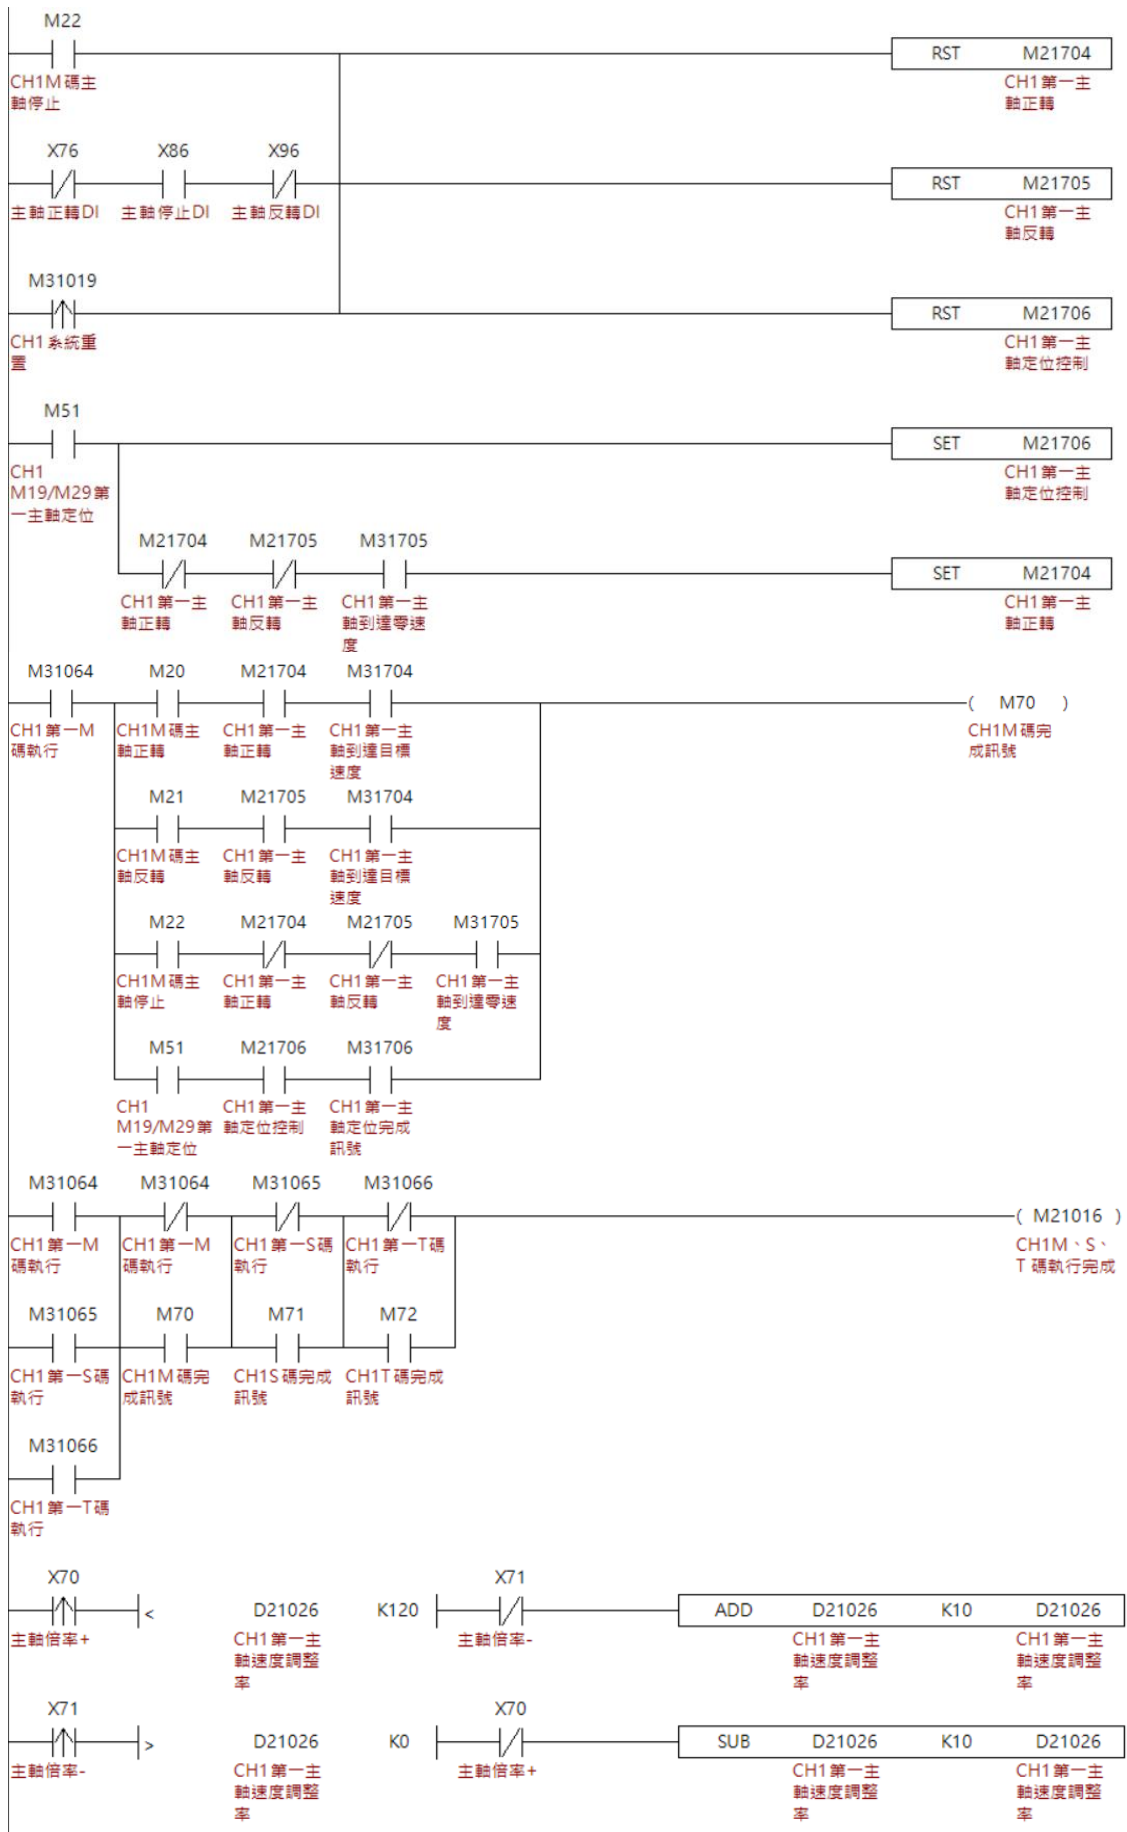 M22
RST M21704
CH1M碼主
軸停止
CH1第一主
軸正轉
X76 X86 X96
RST M21705
主軸正轉DI 主軸停止DI 主軸反轉DI
CH1第一主
軸反轉
M31019
RST M21706
CH1系統重
置
CH1第一主
軸定位控制
M51
SET M21706
CH1
M19/M29第
一主軸定位
CH1第一主
軸定位控制
M21704 M21705 M31705
SET M21704
CH1第一主
軸正轉
CH1第一主
軸反轉
CH1第一主
軸到達零速
度
CH1第一主
軸正轉
M31064 M20 M21704 M31704
( M70 )
CH1第一M
碼執行
CH1M碼主
軸正轉
CH1第一主
軸正轉
CH1第一主
軸到達目標
速度
CH1M碼完
成訊號
M21 M21705 M31704
CH1M碼主
軸反轉
CH1第一主
軸反轉
CH1第一主
軸到達目標
速度
M22 M21704 M21705 M31705
CH1M碼主
軸停止
CH1第一主
軸正轉
CH1第一主
軸反轉
CH1第一主
軸到達零速
度
M51 M21706 M31706
CH1
M19/M29第
一主軸定位
CH1第一主
軸定位控制
CH1第一主
軸定位完成
訊號
M31064 M31064 M31065 M31066
( M21016 )
CH1第一M
碼執行
CH1第一M
碼執行
CH1第一S碼
執行
CH1第一T碼
執行
CH1M、S、
T碼執行完成
M31065 M70 M71 M72
CH1第一S碼
執行
CH1M碼完
成訊號
CH1S碼完成
訊號
CH1T碼完成
訊號
M31066
CH1第一T碼
執行
X70 X71
< D21026 K120 ADD D21026 K10 D21026
主軸倍率+
CH1第一主
軸速度調整
率
主軸倍率-
CH1第一主
軸速度調整
率
CH1第一主
軸速度調整
率
X71 X70
> D21026 K0 SUB D21026 K10 D21026
主軸倍率-
CH1第一主
軸速度調整
率
主軸倍率+
CH1第一主
軸速度調整
率
CH1第一主
軸速度調整
率